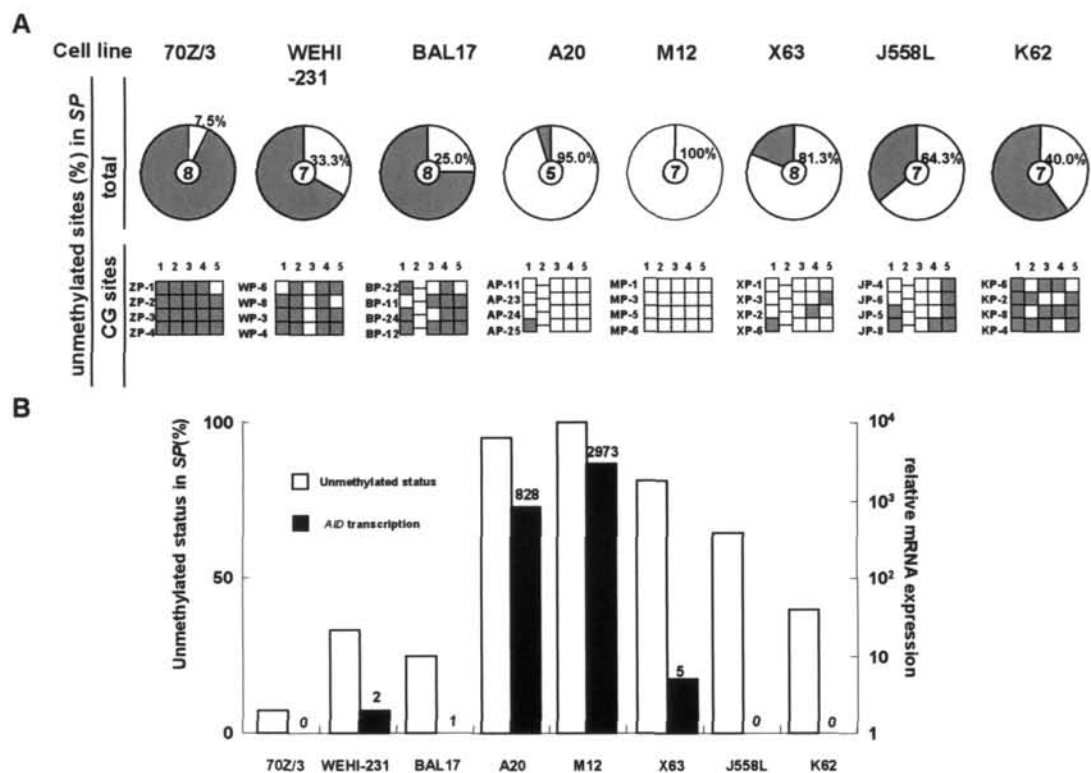 A
Cell line
70Z/3 WEHI-231 BAL17 A20 M12 X63 J558L K62
unmethylated sites (%) in SP
total
7.5% 33.3% 25.0% 95.0% 100% 81.3% 64.3% 40.0%
8 7 8 5 7 8 7 7
CG sites
1 2 3 4 5 1 2 3 4 5 1 2 3 4 5 1 2 3 4 5 1 2 3 4 5 1 2 3 4 5 1 2 3 4 5 1 2 3 4 5
ZP-1 WP-6 BP-22 AP-11 MP-1 XP-1 JP-4 KP-6
ZP-2 WP-8 BP-11 AP-23 MP-3 XP-3 JP-6 KP-2
ZP-3 WP-3 BP-24 AP-24 MP-5 XP-2 JP-5 KP-8
ZP-4 WP-4 BP-12 AP-25 MP-6 XP-6 JP-8 KP-4
B
Unmethylated status in SP(%)
100
50
0
Unmethylated status
AID transcription
0 2 1 828 2973 5 0 0
10^4
10^3
10^2
10
1
relative mRNA expression
70Z/3 WEHI-231 BAL17 A20 M12 X63 J558L K62